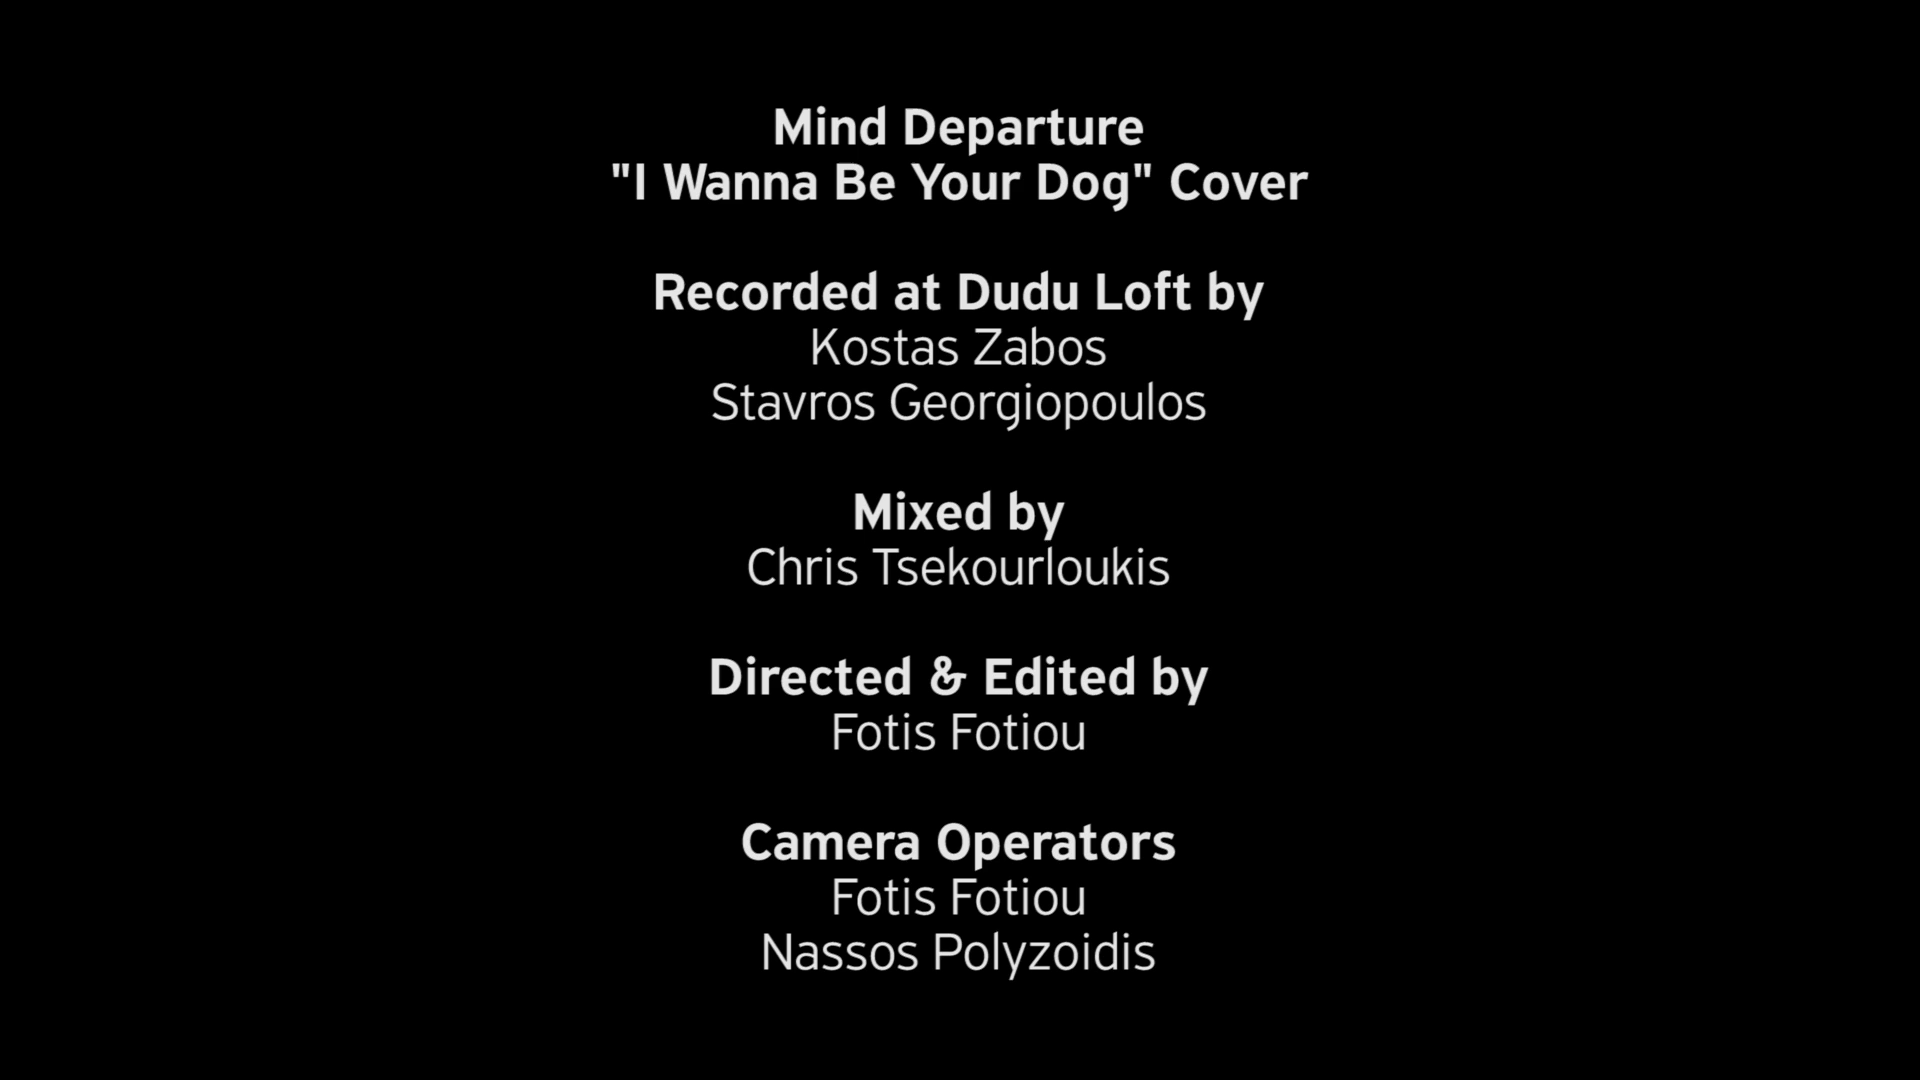 Mind Departure
"I Wanna Be Your Dog" Cover
Recorded at Dudu Loft by
Kostas Zabos
Stavros Georgiopoulos
Mixed by
Chris Tsekourloukis
Directed & Edited by
Fotis Fotiou
Camera Operators
Fotis Fotiou
Nassos Polyzoidis